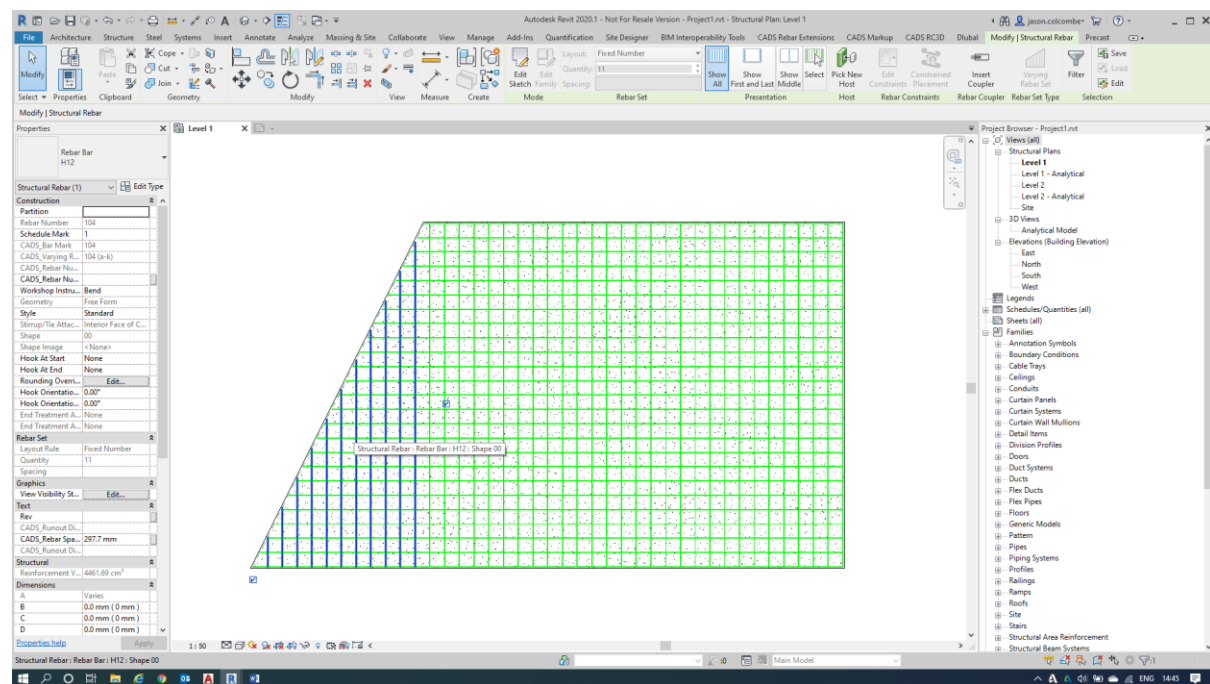 Autodesk Revit 2020.1 - Not For Resale Version - Project1.rvt - Structural Plan: Level 1
jason.colcombe
File Architecture Structure Steel Systems Insert Annotate Analyze Massing & Site Collaborate View Manage Add-Ins Quantification Site Designer BIM Interoperability Tools CADS Rebar Extensions CADS Markup CADS RC3D Dlubal Modify | Structural Rebar Precast
Modify
Paste
Cope
Cut
Join
Edit Sketch
Edit Family
Edit Spacing
Layout: Fixed Number
Quantity: 11
Show All
Show First and Last
Show Middle
Select
Pick New Host
Edit Constraints
Constrained Placement
Insert Coupler
Varying Rebar Set
Filter
Save
Load
Edit
Select Properties Clipboard Geometry Modify View Measure Create Mode Rebar Set Presentation Host Rebar Constraints Rebar Coupler Rebar Set Type Selection
Modify | Structural Rebar
Properties
Rebar Bar
H12
Structural Rebar (1) Edit Type
Construction
Partition
Rebar Number 104
Schedule Mark 1
CADS_Bar Mark 104
CADS_Varying R... 104 (a-k)
CADS_Rebar Nu...
CADS_Rebar Nu...
Workshop Instru... Bend
Geometry Free Form
Style Standard
Stirrup/Tie Attac... Interior Face of C...
Shape 00
Shape Image <None>
Hook At Start None
Hook At End None
Rounding Overri... Edit...
Hook Orientatio... 0.00°
Hook Orientatio... 0.00°
End Treatment A... None
End Treatment A... None
Rebar Set
Layout Rule Fixed Number
Quantity 11
Spacing
Graphics
View Visibility St... Edit...
Text
Rev
CADS_Runout Di...
CADS_Rebar Spa... 297.7 mm
CADS_Runout Di...
Structural
Reinforcement V... 4461.69 cm³
Dimensions
A Varies
B 0.0 mm ( 0 mm )
C 0.0 mm ( 0 mm )
D 0.0 mm ( 0 mm )
Properties help Apply
Level 1
Structural Rebar : Rebar Bar : H12 : Shape 00
1 : 50
Project Browser - Project1.rvt
Views (all)
Structural Plans
Level 1
Level 1 - Analytical
Level 2
Level 2 - Analytical
Site
3D Views
Analytical Model
Elevations (Building Elevation)
East
North
South
West
Legends
Schedules/Quantities (all)
Sheets (all)
Families
Annotation Symbols
Boundary Conditions
Cable Trays
Ceilings
Conduits
Curtain Panels
Curtain Systems
Curtain Wall Mullions
Detail Items
Division Profiles
Doors
Duct Systems
Ducts
Flex Ducts
Flex Pipes
Floors
Generic Models
Pattern
Pipes
Piping Systems
Profiles
Railings
Ramps
Roofs
Site
Stairs
Structural Area Reinforcement
Structural Beam Systems
Structural Rebar : Rebar Bar : H12 : Shape 00
:0
Main Model
:1
ENG 14:45